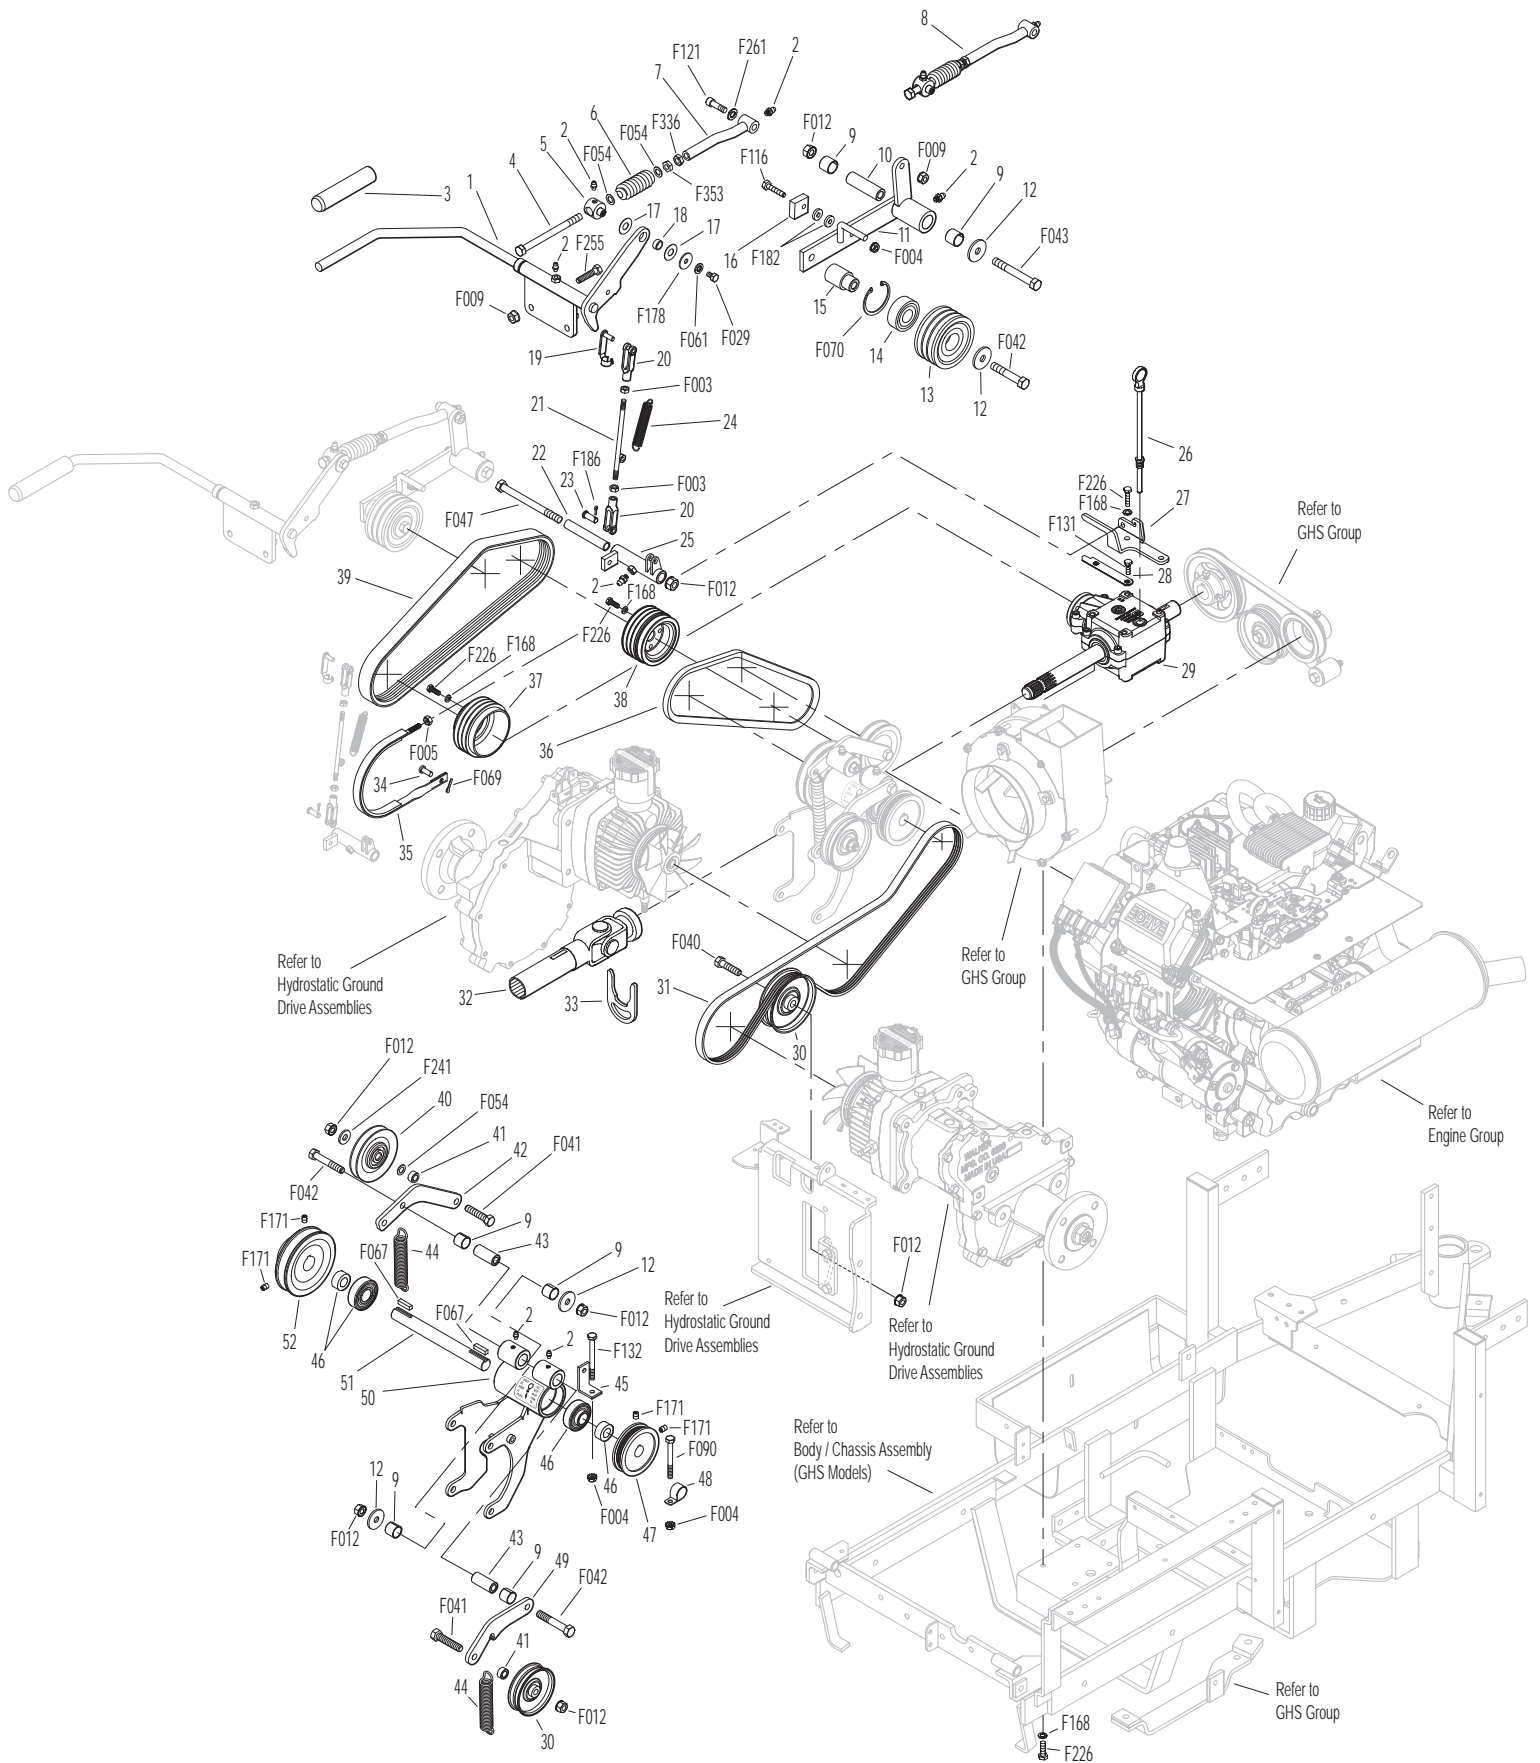 8
F121
F261
2
7
6
F336
F054
2
5
F054
4
F353
F012
9
10
F009
2
9
F116
12
3
1
17
18
17
2
F255
16
F182
11
F004
F043
F009
F178
F061
F029
15
F070
14
13
12
F042
19
20
F003
21
24
26
22
F186
23
F003
F047
20
25
F226
F168
27
Refer to
GHS Group
F131
28
39
2
F012
F168
F226
F226
F168
37
38
29
36
F005
34
F069
35
Refer to
Hydrostatic Ground
Drive Assemblies
F040
32
33
31
30
Refer to
GHS Group
Refer to
Engine Group
F012
F241
40
F054
41
42
F041
F042
WALKER
MFG. CO. 6690
MADE IN USA
F171
9
43
F171
F067
44
9
12
F012
F012
52
46
F067
2
2
F132
45
51
50
Refer to
Hydrostatic Ground
Drive Assemblies
Refer to
Hydrostatic Ground
Drive Assemblies
F171
F171
F090
46
46
48
Refer to
Body / Chassis Assembly
(GHS Models)
12
9
F012
F004
47
F004
43
9
49
F042
F041
41
44
F012
30
Refer to
GHS Group
F168
F226